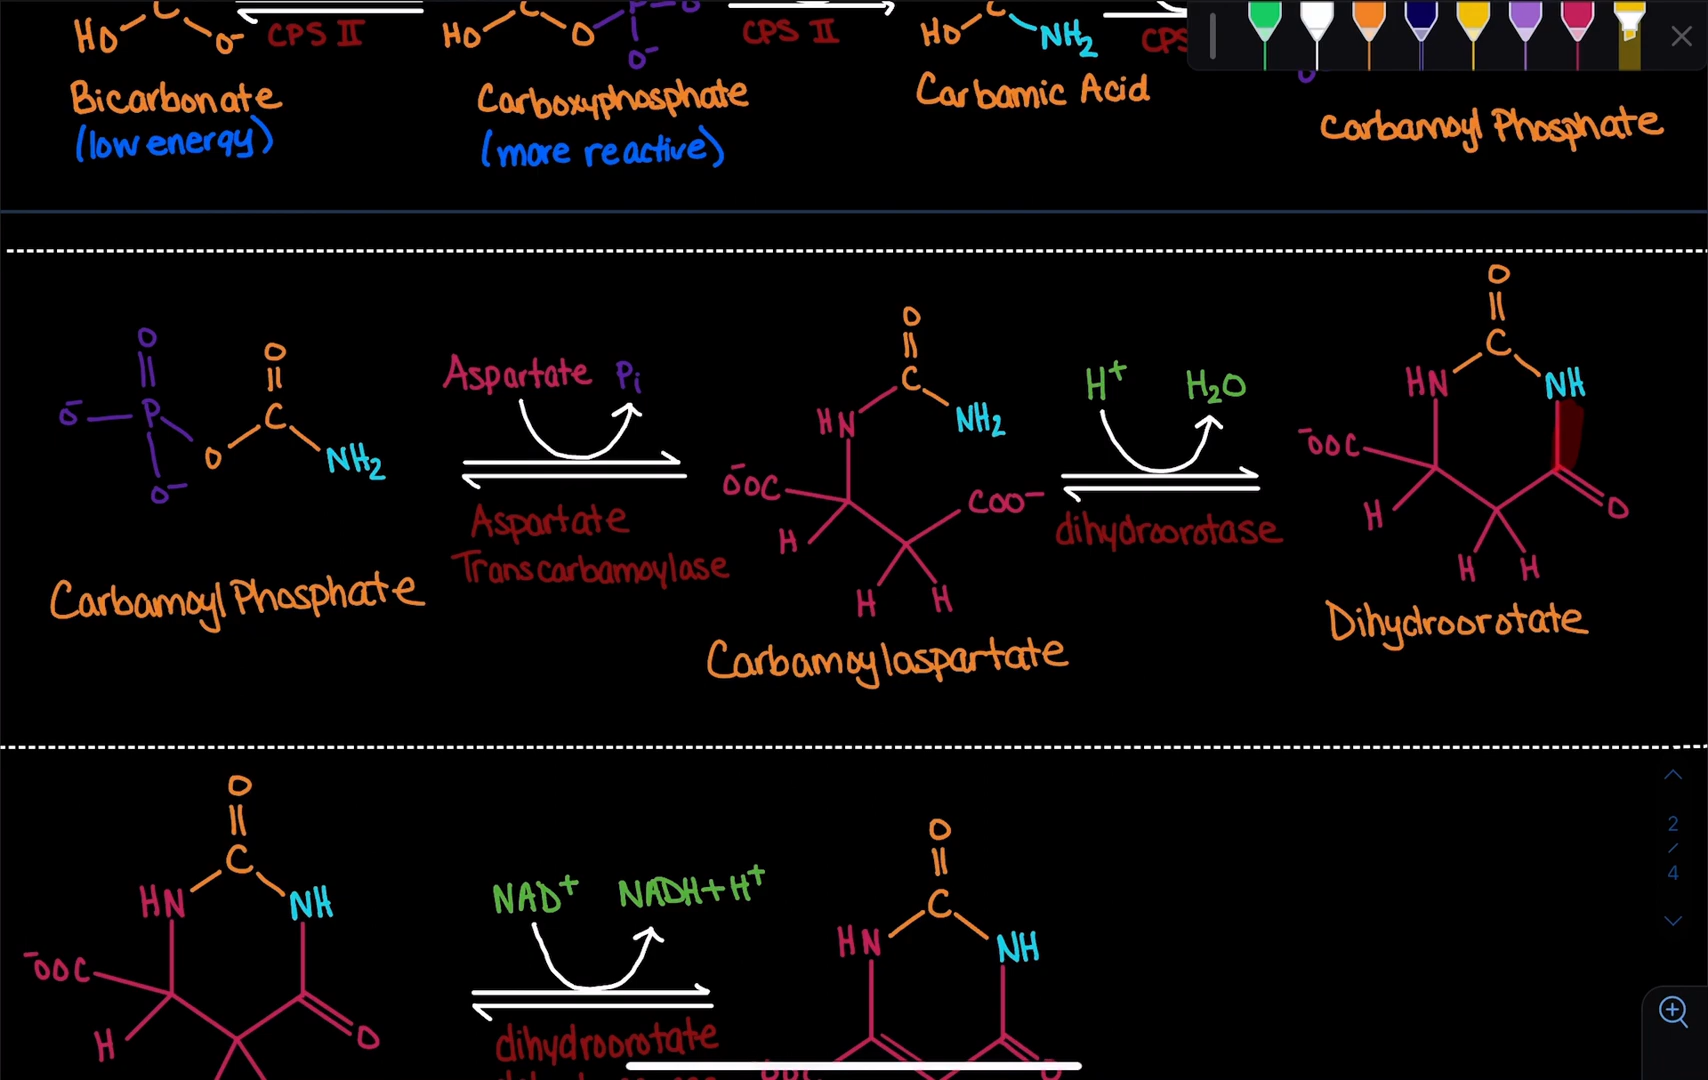 HO
O⁻
CPS II
HO
O
P
O
O⁻
CPS II
HO
C
NH₂
CPS
Bicarbonate
(low energy)
Carboxyphosphate
(more reactive)
Carbamic Acid
Carbamoyl Phosphate
O
O⁻
P
O⁻
O
O
C
NH₂
Carbamoyl Phosphate
Aspartate Pi
Aspartate
Transcarbamoylase
O
C
HN
NH₂
⁻OOC
COO⁻
H
H H
Carbamoylaspartate
H⁺ H₂O
dihydroorotase
O
C
HN NH
⁻OOC
H
O
H H
Dihydroorotate
O
C
HN NH
⁻OOC
H
O
NAD⁺ NADH+H⁺
dihydroorotate
O
C
HN NH
2
/
4